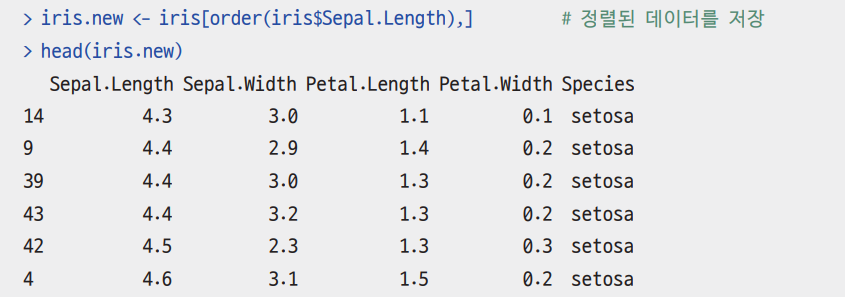 > iris.new <- iris[order(iris$Sepal.Length),] # 정렬된 데이터를 저장
> head(iris.new)
Sepal.Length Sepal.Width Petal.Length Petal.Width Species
14 4.3 3.0 1.1 0.1 setosa
9 4.4 2.9 1.4 0.2 setosa
39 4.4 3.0 1.3 0.2 setosa
43 4.4 3.2 1.3 0.2 setosa
42 4.5 2.3 1.3 0.3 setosa
4 4.6 3.1 1.5 0.2 setosa